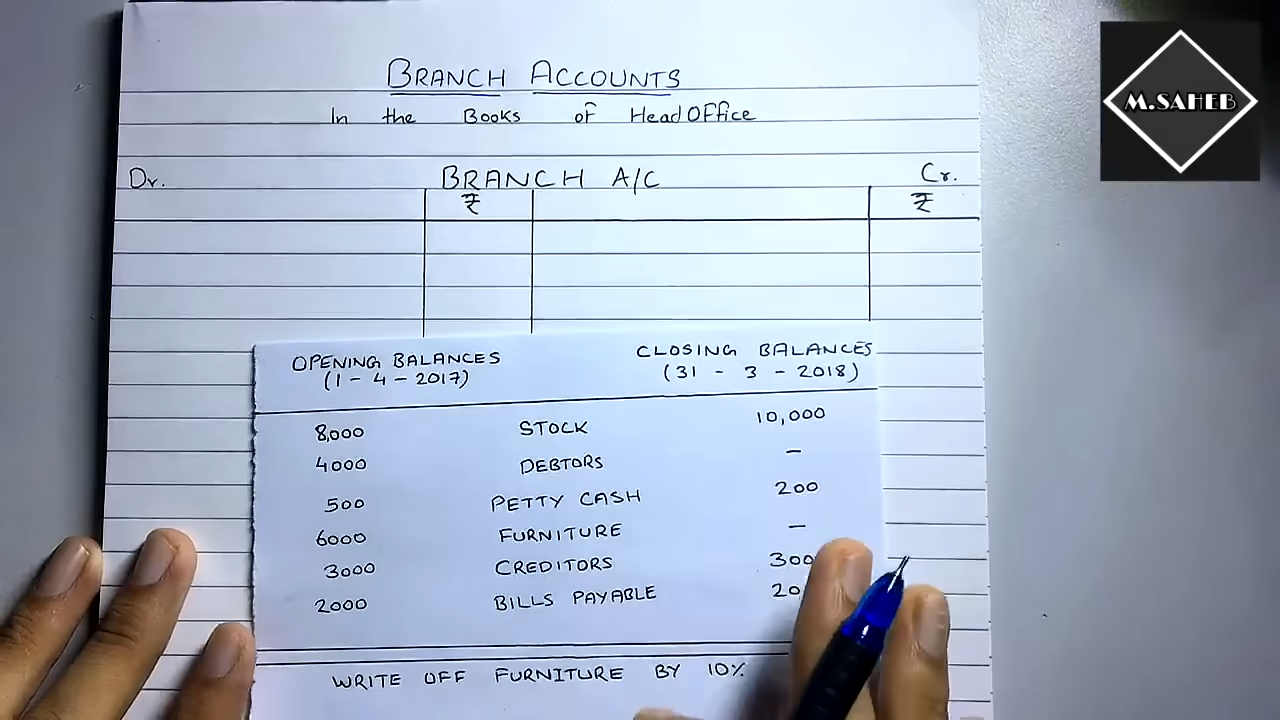 M.SAHEB
BRANCH ACCOUNTS
In the Books of Head Office
Dr. BRANCH A/C Cr.
₹ ₹
OPENING BALANCES CLOSING BALANCES
(1-4-2017) (31-3-2018)
8,000 STOCK 10,000
4000 DEBTORS -
500 PETTY CASH 200
6000 FURNITURE -
3000 CREDITORS
2000 BILLS PAYABLE
WRITE OFF FURNITURE BY 10%